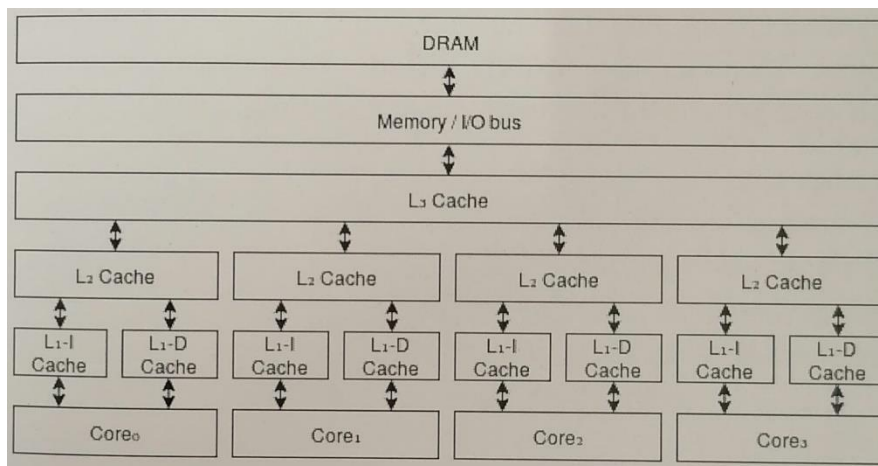 DRAM
Memory / I/O bus
L₃ Cache
L₂ Cache
L₂ Cache
L₂ Cache
L₂ Cache
L₁-I
Cache
L₁-D
Cache
L₁-I
Cache
L₁-D
Cache
L₁-I
Cache
L₁-D
Cache
L₁-I
Cache
L₁-D
Cache
Core₀
Core₁
Core₂
Core₃